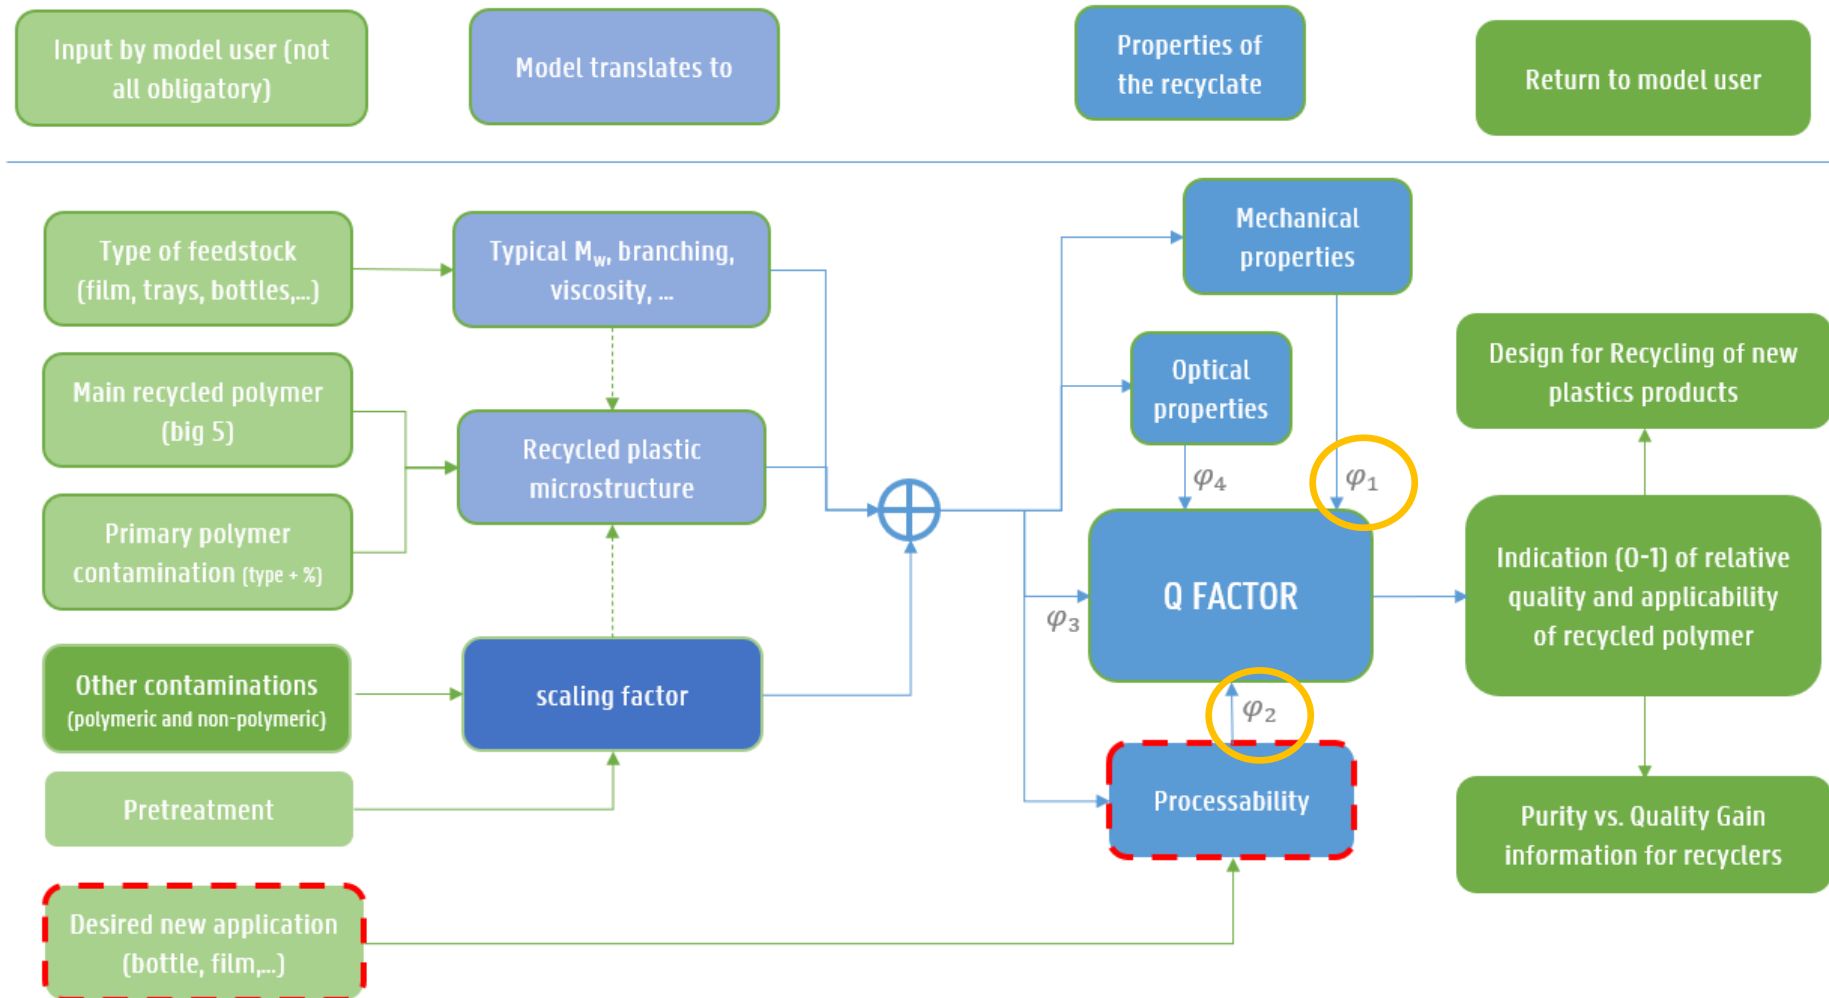 Input by model user (not
all obligatory)
Model translates to
Properties of
the recyclate
Return to model user
Type of feedstock
(film, trays, bottles,...)
Typical Mw, branching,
viscosity, ...
Mechanical
properties
Main recycled polymer
(big 5)
Optical
properties
Design for Recycling of new
plastics products
Recycled plastic
microstructure
φ4
φ1
Primary polymer
contamination (type + %)
Q FACTOR
φ3
Indication (0-1) of relative
quality and applicability
of recycled polymer
Other contaminations
(polymeric and non-polymeric)
scaling factor
φ2
Pretreatment
Processability
Purity vs. Quality Gain
information for recyclers
Desired new application
(bottle, film,...)